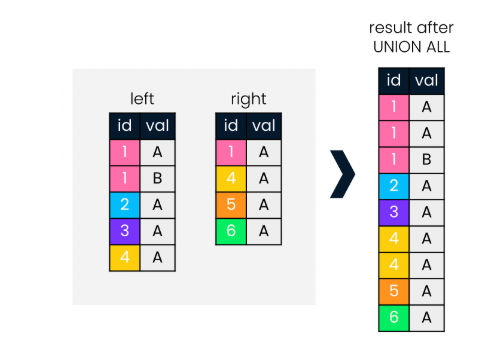 result after
UNION ALL
left
id val
1 A
1 B
2 A
3 A
4 A
right
id val
1 A
4 A
5 A
6 A
id val
1 A
1 A
1 B
2 A
3 A
4 A
4 A
5 A
6 A